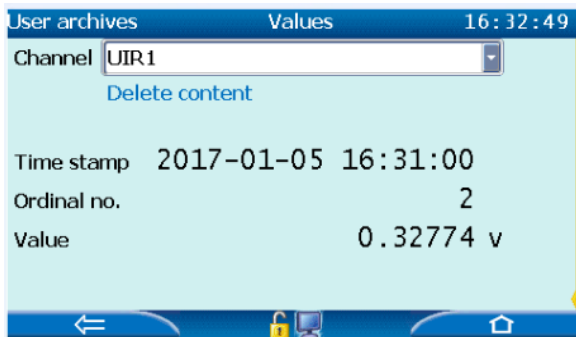 User archives Values 16:32:49
Channel UIR1
Delete content
Time stamp 2017-01-05 16:31:00
Ordinal no. 2
Value 0.32774 v